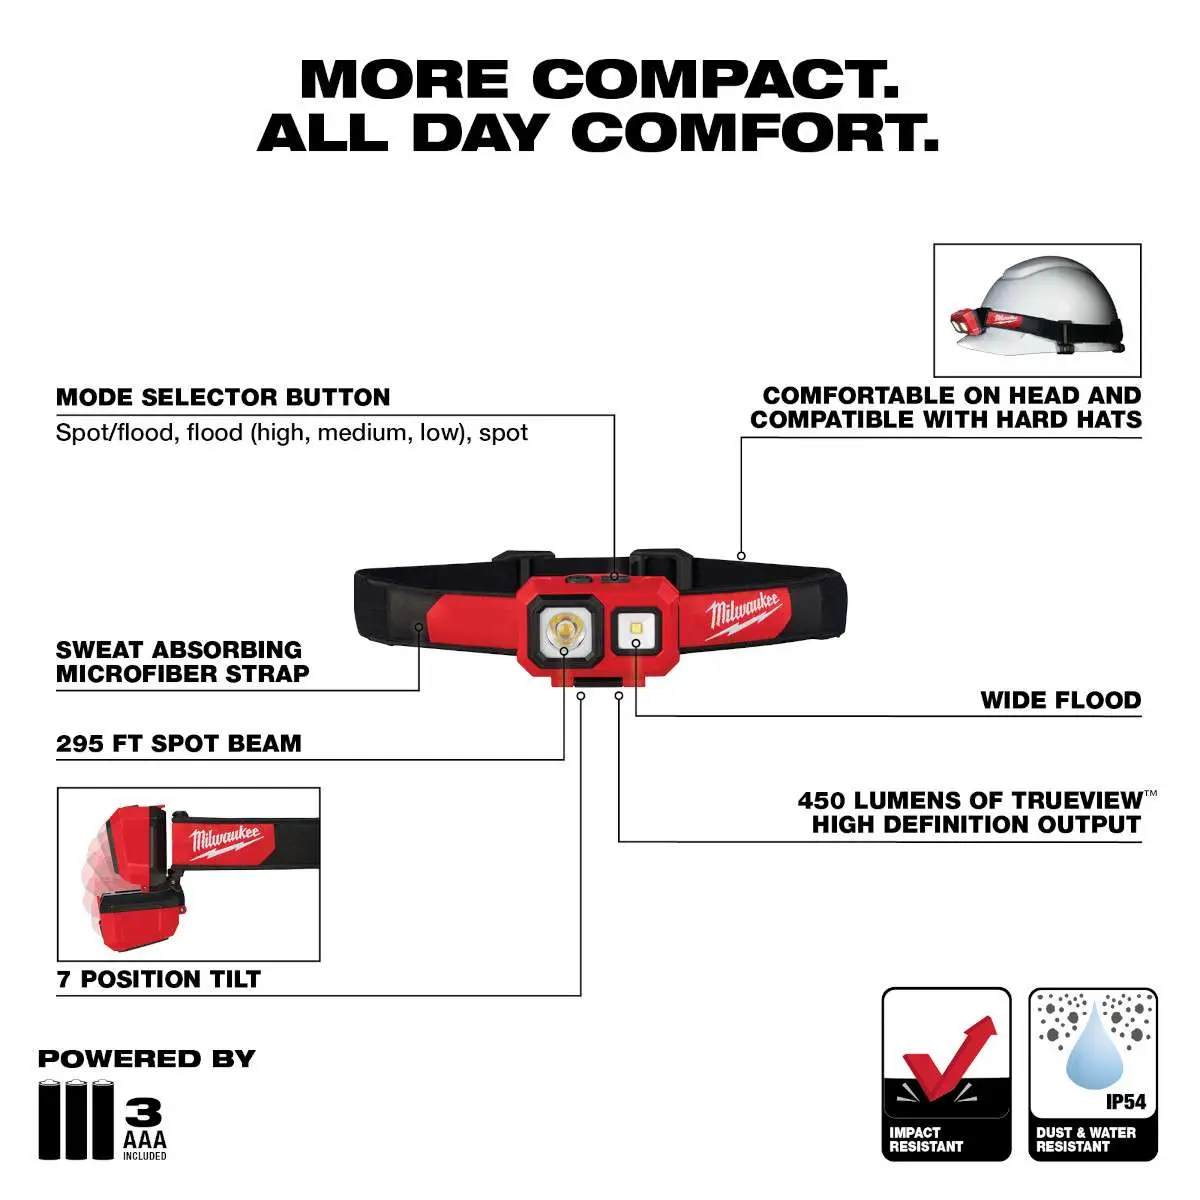 MORE COMPACT.
ALL DAY COMFORT.
MODE SELECTOR BUTTON
Spot/flood, flood (high, medium, low), spot
Milwaukee
COMFORTABLE ON HEAD AND
COMPATIBLE WITH HARD HATS
Milwaukee
SWEAT ABSORBING
MICROFIBER STRAP
WIDE FLOOD
295 FT SPOT BEAM
450 LUMENS OF TRUEVIEW™
HIGH DEFINITION OUTPUT
Milwaukee
7 POSITION TILT
POWERED BY
3
AAA
INCLUDED
IMPACT
RESISTANT
IP54
DUST & WATER
RESISTANT